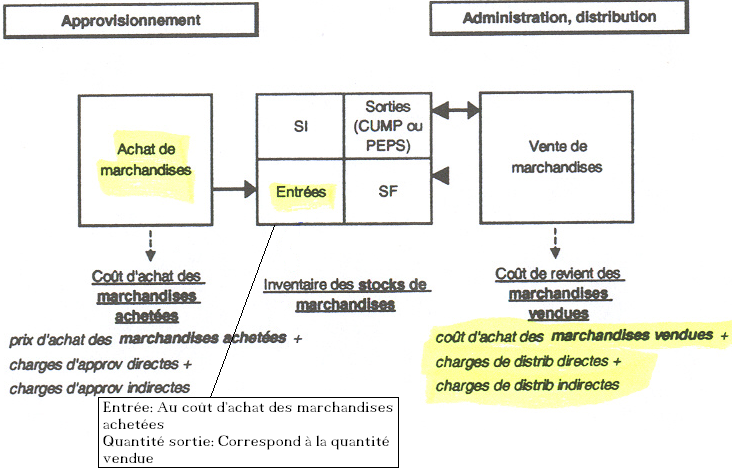 Approvisionnement
Administration, distribution
Achat de
marchandises
SI
Sorties
(CUMP ou
PEPS)
Entrées
SF
Vente de
marchandises
Coût d'achat des
marchandises
achetées
Inventaire des stocks de
marchandises
Coût de revient des
marchandises
vendues
prix d'achat des marchandises achetées +
charges d'approv directes +
charges d'approv indirectes
coût d'achat des marchandises vendues +
charges de distrib directes +
charges de distrib indirectes
Entrée: Au coût d'achat des marchandises
achetées
Quantité sortie: Correspond à la quantité
vendue